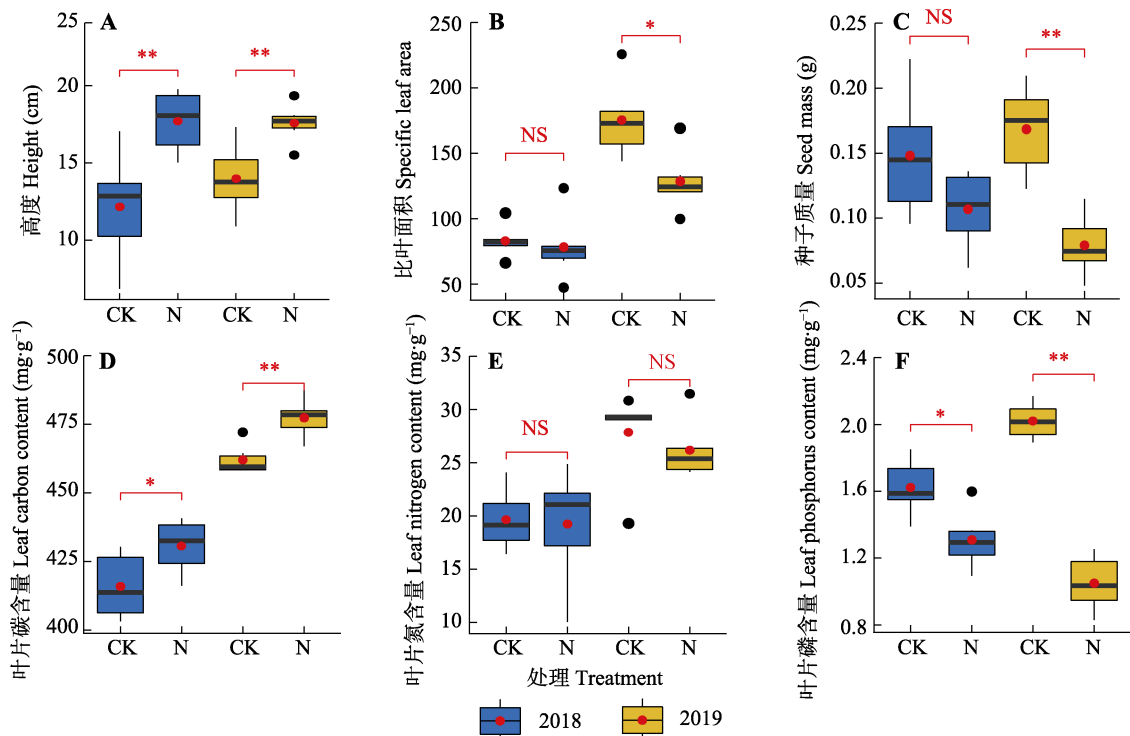 A
高度 Height (cm)
25
20
15
10
**
**
CK
N
CK
N
B
比叶面积 Specific leaf area
250
200
150
100
50
NS
*
CK
N
CK
N
C
种子质量 Seed mass (g)
0.25
0.20
0.15
0.10
0.05
NS
**
CK
N
CK
N
D
叶片碳含量 Leaf carbon content (mg·g⁻¹)
500
475
450
425
400
*
**
CK
N
CK
N
E
叶片氮含量 Leaf nitrogen content (mg·g⁻¹)
35
30
25
20
15
10
NS
NS
CK
N
CK
N
F
叶片磷含量 Leaf phosphorus content (mg·g⁻¹)
2.4
2.0
1.6
1.2
0.8
*
**
CK
N
CK
N
处理 Treatment
2018
2019